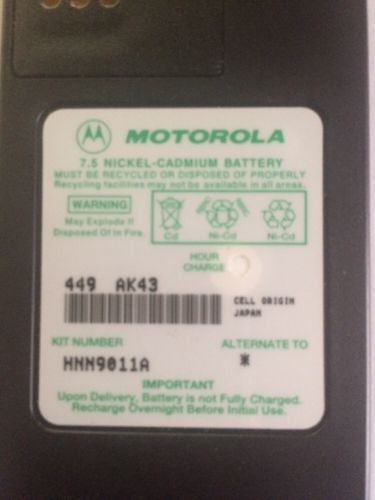 MOTOROLA
7.5 NICKEL-CADMIUM BATTERY
MUST BE RECYCLED OR DISPOSED OF PROPERLY
Recycling facilities may not be available in all areas.
WARNING
May Explode If
Disposed Of In Fire.
Cd
Ni-Cd
Ni-Cd
HOUR
CHARGE
449 AK43
CELL ORIGIN
JAPAN
KIT NUMBER
ALTERNATE TO
HNN9011A
*
IMPORTANT
Upon Delivery, Battery is not Fully Charged.
Recharge Overnight Before Initial Use.